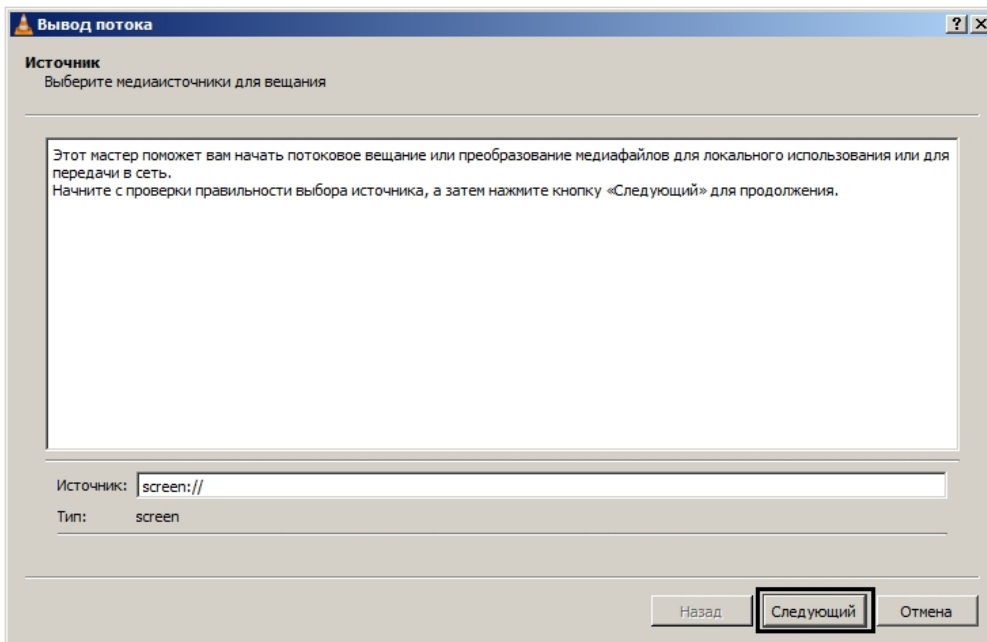 Вывод потока
Источник
Выберите медиаисточники для вещания
Этот мастер поможет вам начать потоковое вещание или преобразование медиафайлов для локального использования или для
передачи в сеть.
Начните с проверки правильности выбора источника, а затем нажмите кнопку «Следующий» для продолжения.
Источник: screen://
Тип: screen
Назад Следующий Отмена